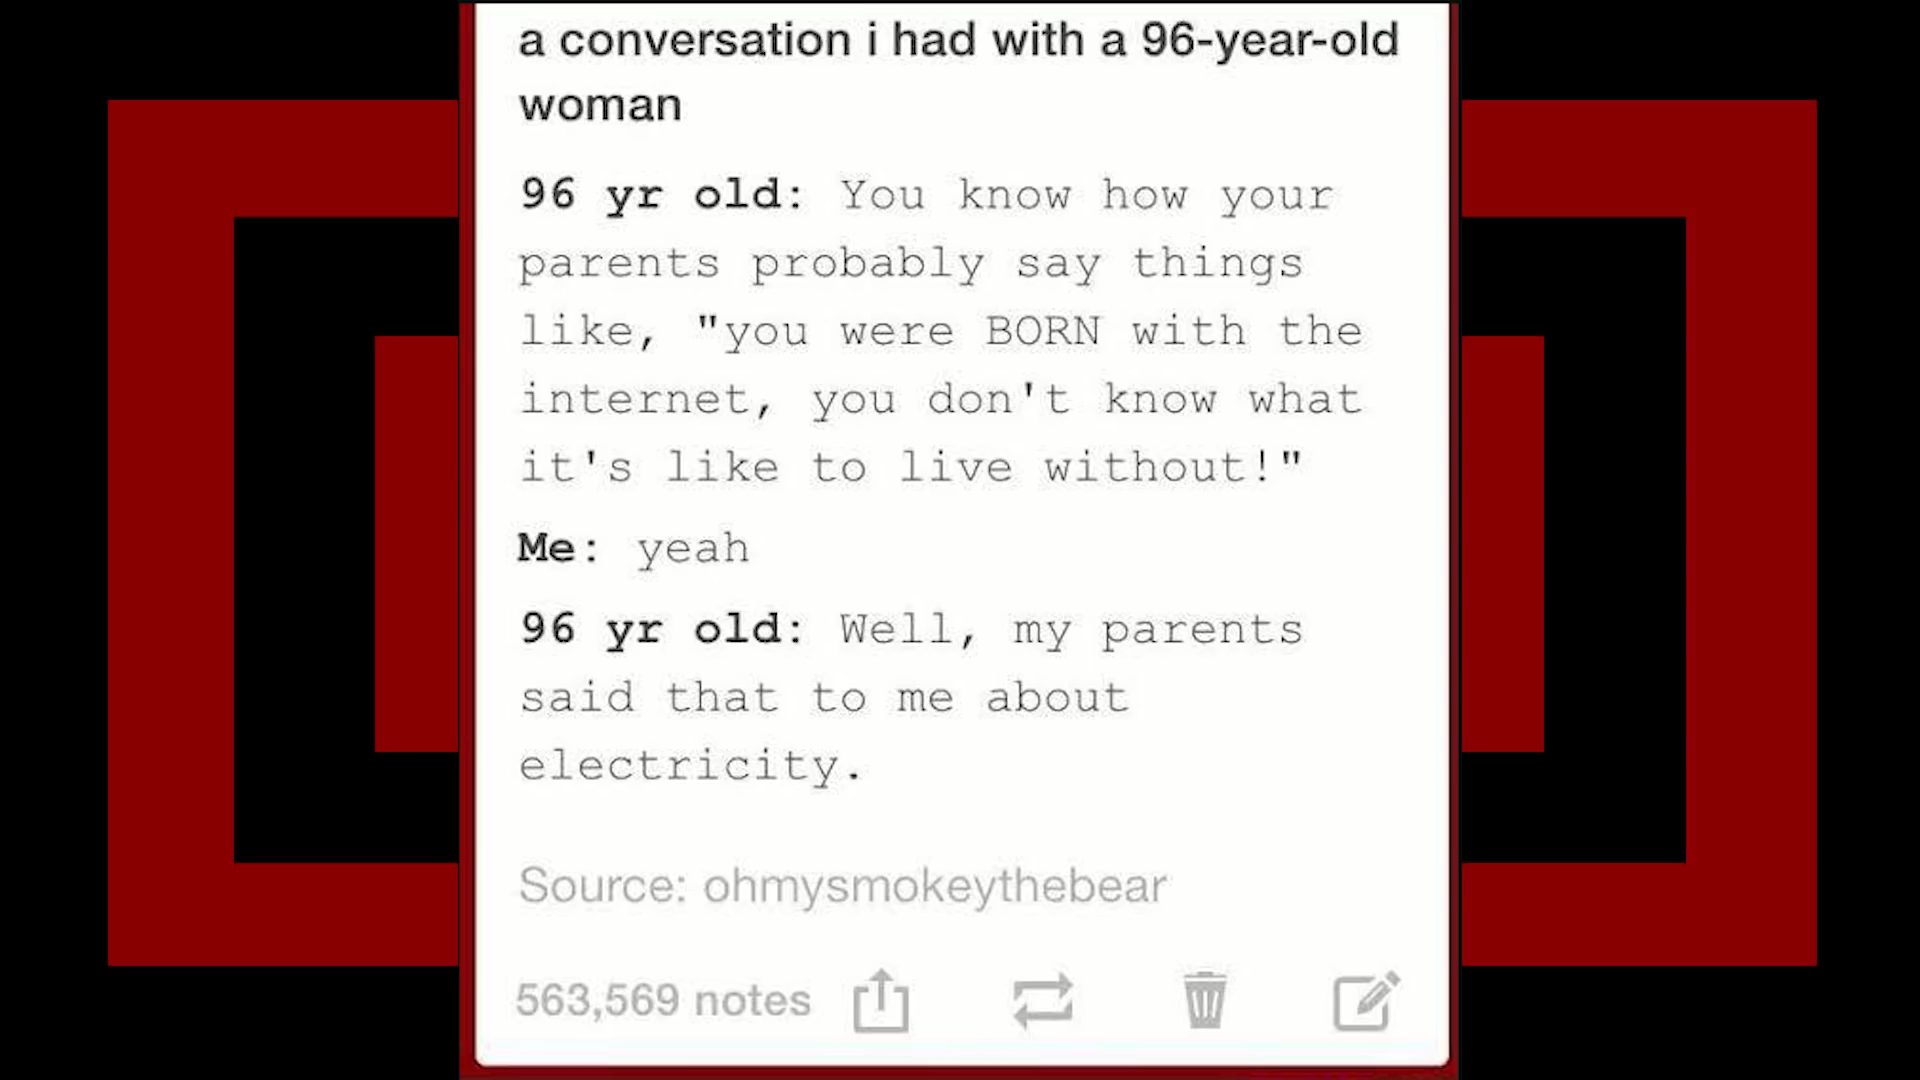 a conversation i had with a 96-year-old
woman
96 yr old: You know how your
parents probably say things
like, "you were BORN with the
internet, you don't know what
it's like to live without!"
Me: yeah
96 yr old: Well, my parents
said that to me about
electricity.
Source: ohmysmokeythebear
563,569 notes